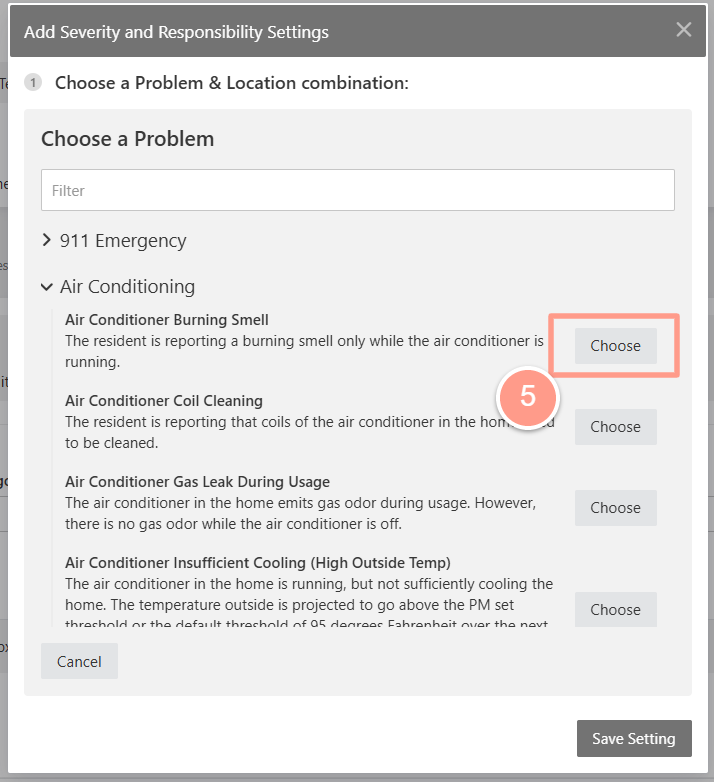 Add Severity and Responsibility Settings
1 Choose a Problem & Location combination:
Choose a Problem
Filter
911 Emergency
Air Conditioning
Air Conditioner Burning Smell
The resident is reporting a burning smell only while the air conditioner is
running.
Choose
5
Air Conditioner Coil Cleaning
The resident is reporting that coils of the air conditioner in the
to be cleaned.
Choose
Air Conditioner Gas Leak During Usage
The air conditioner in the home emits gas odor during usage. However,
there is no gas odor while the air conditioner is off.
Choose
Air Conditioner Insufficient Cooling (High Outside Temp)
The air conditioner in the home is running, but not sufficiently cooling the
home. The temperature outside is projected to go above the PM set
threshold or the default threshold of 95 degrees Fahrenheit over the next
Choose
Cancel
Save Setting